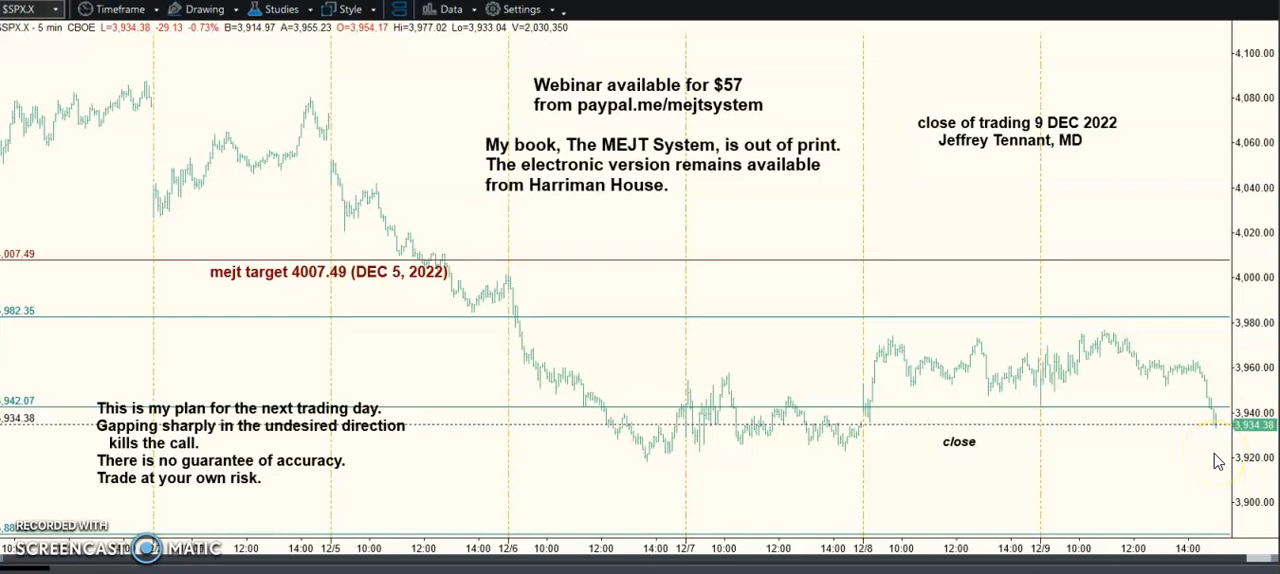 $SPX.X Timeframe Drawing Studies Style Data Settings
$SPX.X - 5 min CBOE L=3,934.38 -29.13 -0.73% B=3,914.97 A=3,955.23 O=3,954.17 Hi=3,977.02 Lo=3,933.04 V=2,030,350
4,100.00
Webinar available for $57
from paypal.me/mejtsystem
4,080.00
close of trading 9 DEC 2022
Jeffrey Tennant, MD
4,060.00
My book, The MEJT System, is out of print.
The electronic version remains available
from Harriman House.
4,040.00
4,020.00
,007.49
mejt target 4007.49 (DEC 5, 2022)
4,000.00
,982.35
3,980.00
3,960.00
,942.07
3,940.00
,934.38
3,934.38
This is my plan for the next trading day.
Gapping sharply in the undesired direction
kills the call.
There is no guarantee of accuracy.
Trade at your own risk.
close
3,920.00
3,900.00
RECORDED WITH
SCREENCAST MATIC
12:00 14:00 12/5 10:00 12:00 14:00 12/6 10:00 12:00 14:00 12/7 10:00 12:00 14:00 12/8 10:00 12:00 14:00 12/9 10:00 12:00 14:00